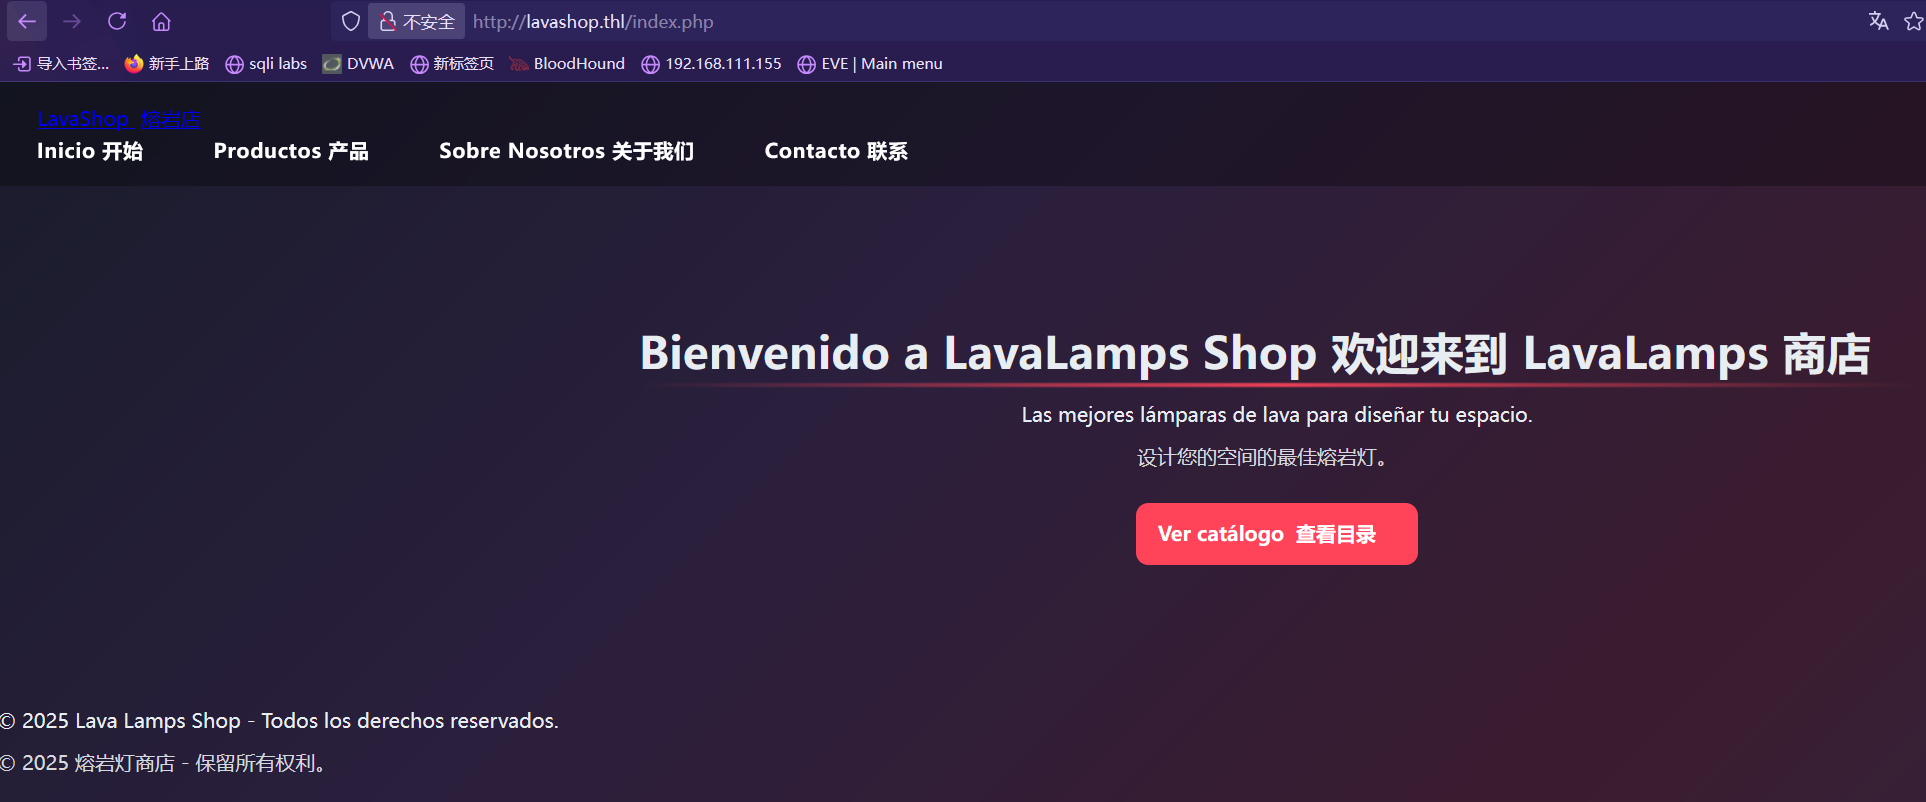 不安全 http://lavashop.thl/index.php
导入书签... 新手上路 sqli labs DVWA 新标签页 BloodHound 192.168.111.155 EVE | Main menu
LavaShop 熔岩店
Inicio 开始 Productos 产品 Sobre Nosotros 关于我们 Contacto 联系
Bienvenido a LavaLamps Shop 欢迎来到 LavaLamps 商店
Las mejores lámparas de lava para diseñar tu espacio.
设计您的空间的最佳熔岩灯。
Ver catálogo 查看目录
© 2025 Lava Lamps Shop - Todos los derechos reservados.
© 2025 熔岩灯商店 - 保留所有权利。